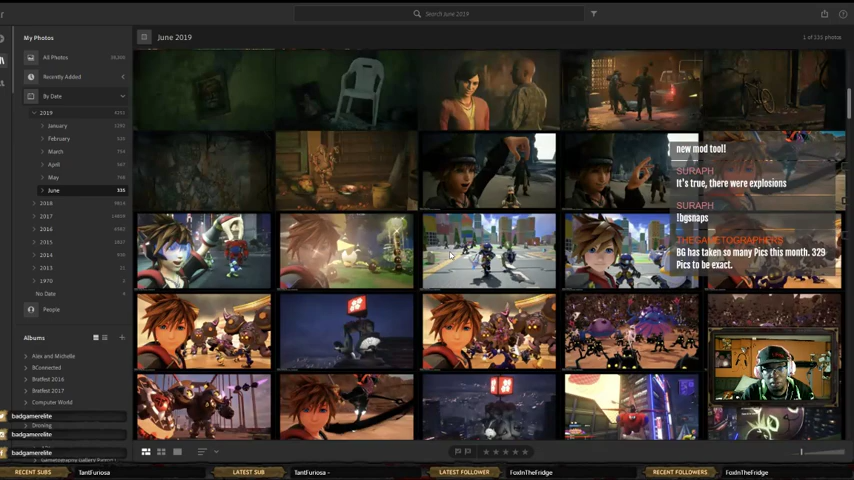 Search June 2019
My Photos
June 2019
1 of 331 photos
All Photos
Recently Added
By Date
2019
January
February
March
April
May
June
335
2018
2017
2016
2015
2014
2013
1970
No Date
People
Albums
Alex and Michelle
BConnected
Bratfest 2016
Bratfest 2017
Computer World
Droning
badgamerelite
badgamerelite
badgamerelite
new mod tool!
SURAPH
It's true, there were explosions
SURAPH
!bgsnaps
THEGAMETOGRAPHERS
BG has taken so many Pics this month. 329
Pics to be exact.
RECENT SUBS
TantFuriosa
LATEST SUB
TantFuriosa -
LATEST FOLLOWER
FoxInTheFridge
RECENT FOLLOWERS
FoxInTheFridge